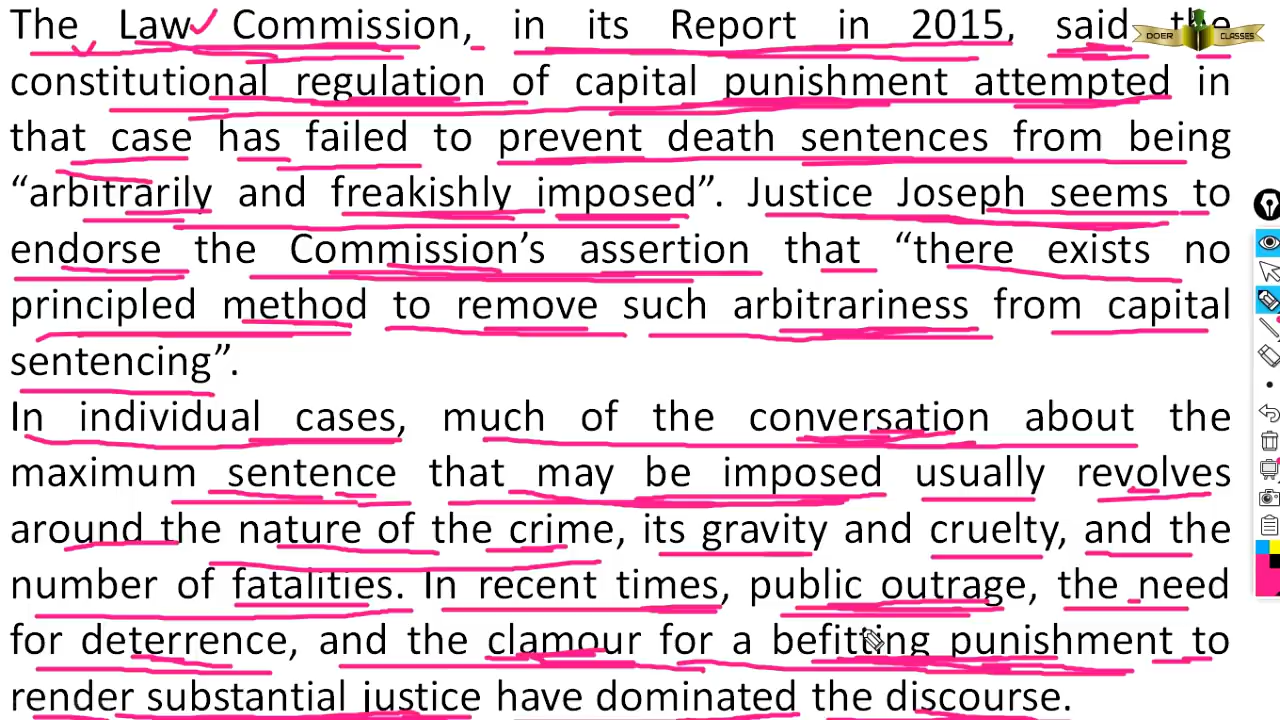 The Law Commission, in its Report in 2015, said the
DOER CLASSES
constitutional regulation of capital punishment attempted in
that case has failed to prevent death sentences from being
“arbitrarily and freakishly imposed”. Justice Joseph seems to
endorse the Commission’s assertion that “there exists no
principled method to remove such arbitrariness from capital
sentencing”.
In individual cases, much of the conversation about the
maximum sentence that may be imposed usually revolves
around the nature of the crime, its gravity and cruelty, and the
number of fatalities. In recent times, public outrage, the need
for deterrence, and the clamour for a befitting punishment to
render substantial justice have dominated the discourse.